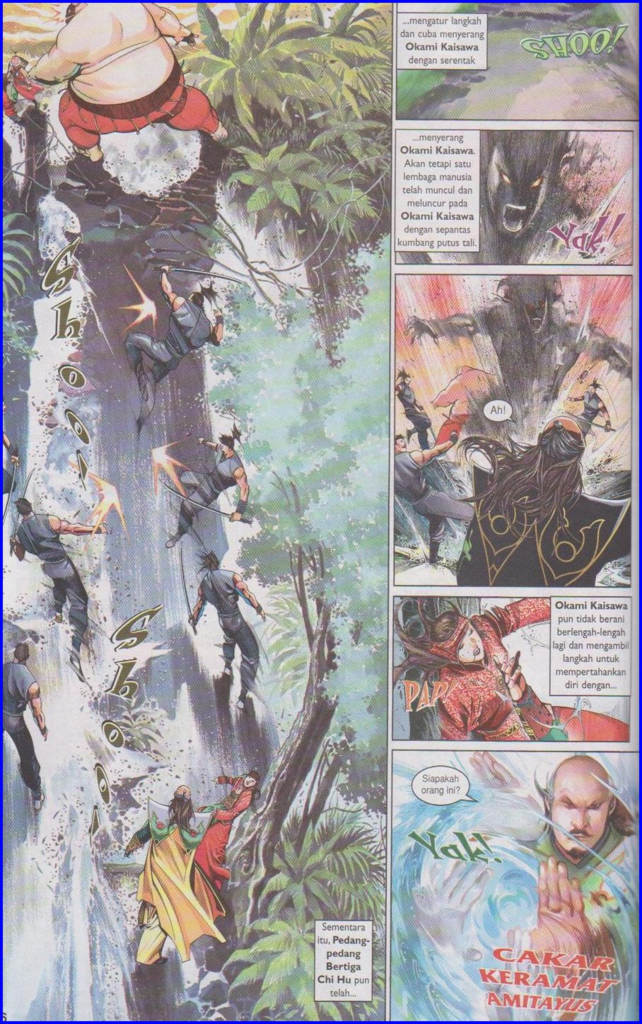 Shooo!
Shooo!
Sementara
itu, Pedang-
pedang
Bertiga
Chi Hu pun
telah...
...mengatur langkah
dan cuba menyerang
Okami Kaisawa
dengan serentak
SHOO!
...menyerang
Okami Kaisawa.
Akan tetapi satu
lembaga manusia
telah muncul dan
meluncur pada
Okami Kaisawa
dengan sepantas
kumbang putus tali.
Yak!
Ah!
Okami Kaisawa
pun tidak berani
berlengah-lengah
lagi dan mengambil
langkah untuk
mempertahankan
diri dengan...
PAP
Siapakah
orang ini?
Yak!
CAKAR
KERAMAT
AMITAYUS
6